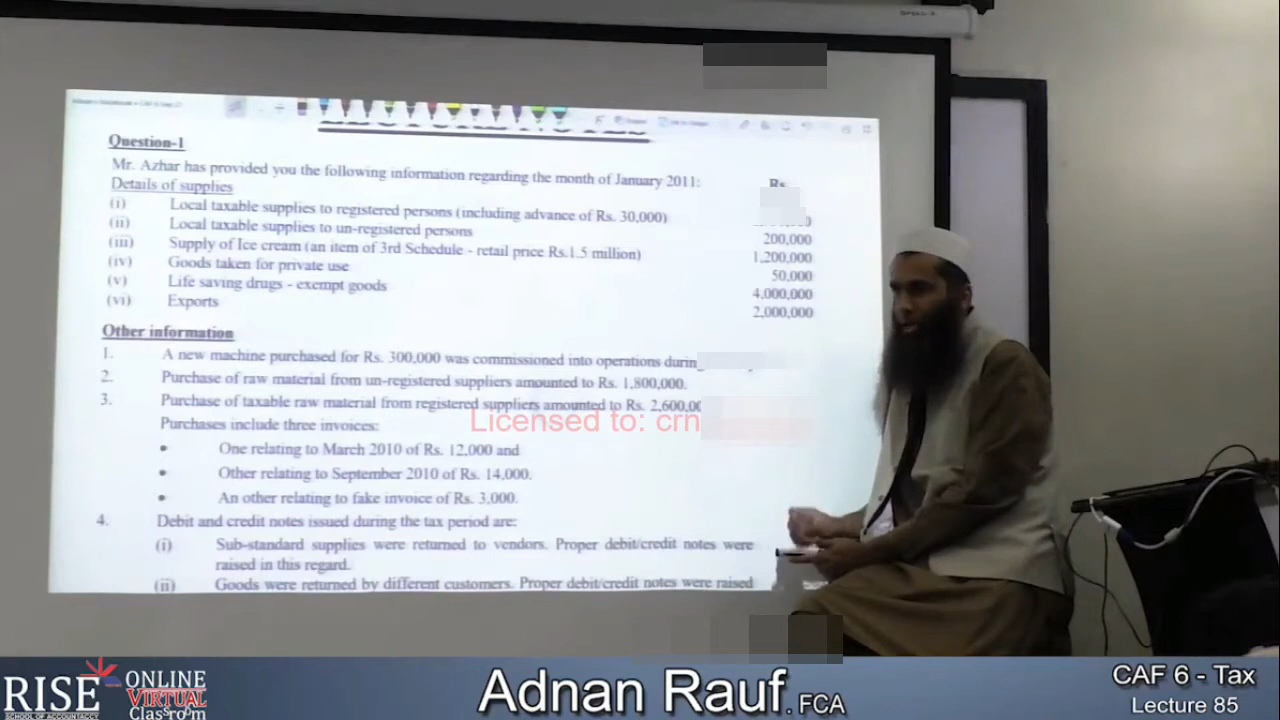 Question-1
Mr. Azhar has provided you the following information regarding the month of January 2011:
Details of supplies Rs.
(i) Local taxable supplies to registered persons (including advance of Rs. 30,000)
(ii) Local taxable supplies to un-registered persons 200,000
(iii) Supply of Ice cream (an item of 3rd Schedule - retail price Rs.1.5 million) 1,200,000
(iv) Goods taken for private use 50,000
(v) Life saving drugs - exempt goods 4,000,000
(vi) Exports 2,000,000
Other information
1. A new machine purchased for Rs. 300,000 was commissioned into operations
2. Purchase of raw material from un-registered suppliers amounted to Rs. 1,800,000.
3. Purchase of taxable raw material from registered suppliers amounted to Rs.
Licensed to:
Purchases include three invoices:
• One relating to March 2010 of Rs. 12,000 and
• Other relating to September 2010 of Rs. 14,000.
• An other relating to fake invoice of Rs. 3,000.
4. Debit and credit notes issued during the tax period are:
(i) Sub-standard supplies were returned to vendors. Proper debit/credit notes were
raised in this regard.
(ii) Goods were returned by different customers. Proper debit/credit notes were raised
RISE
SCHOOL OF ACCOUNTANCY
ONLINE
VIRTUAL
Classroom
Adnan Rauf. FCA
CAF 6 - Tax
Lecture 85